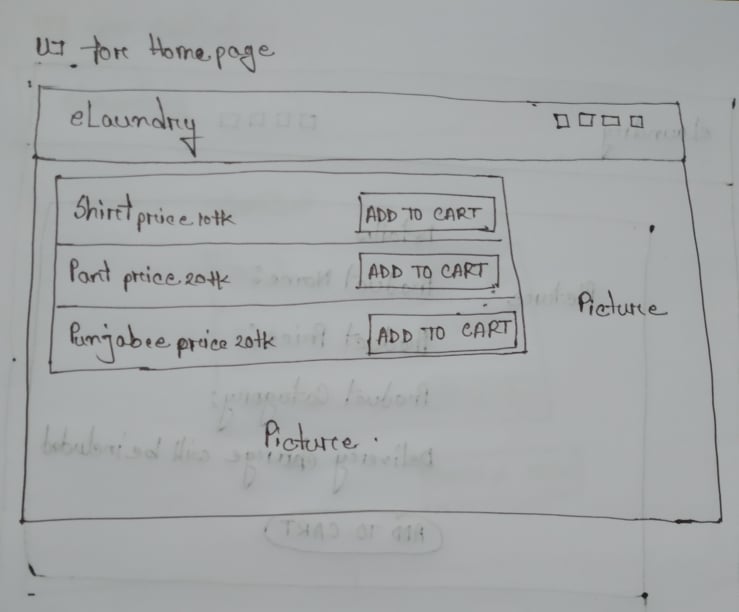 UI for Homepage
eLaundry
Shirt price 10tk ADD TO CART
Pant price 20tk ADD TO CART
Punjabee price 20tk ADD TO CART
Picture
Picture.